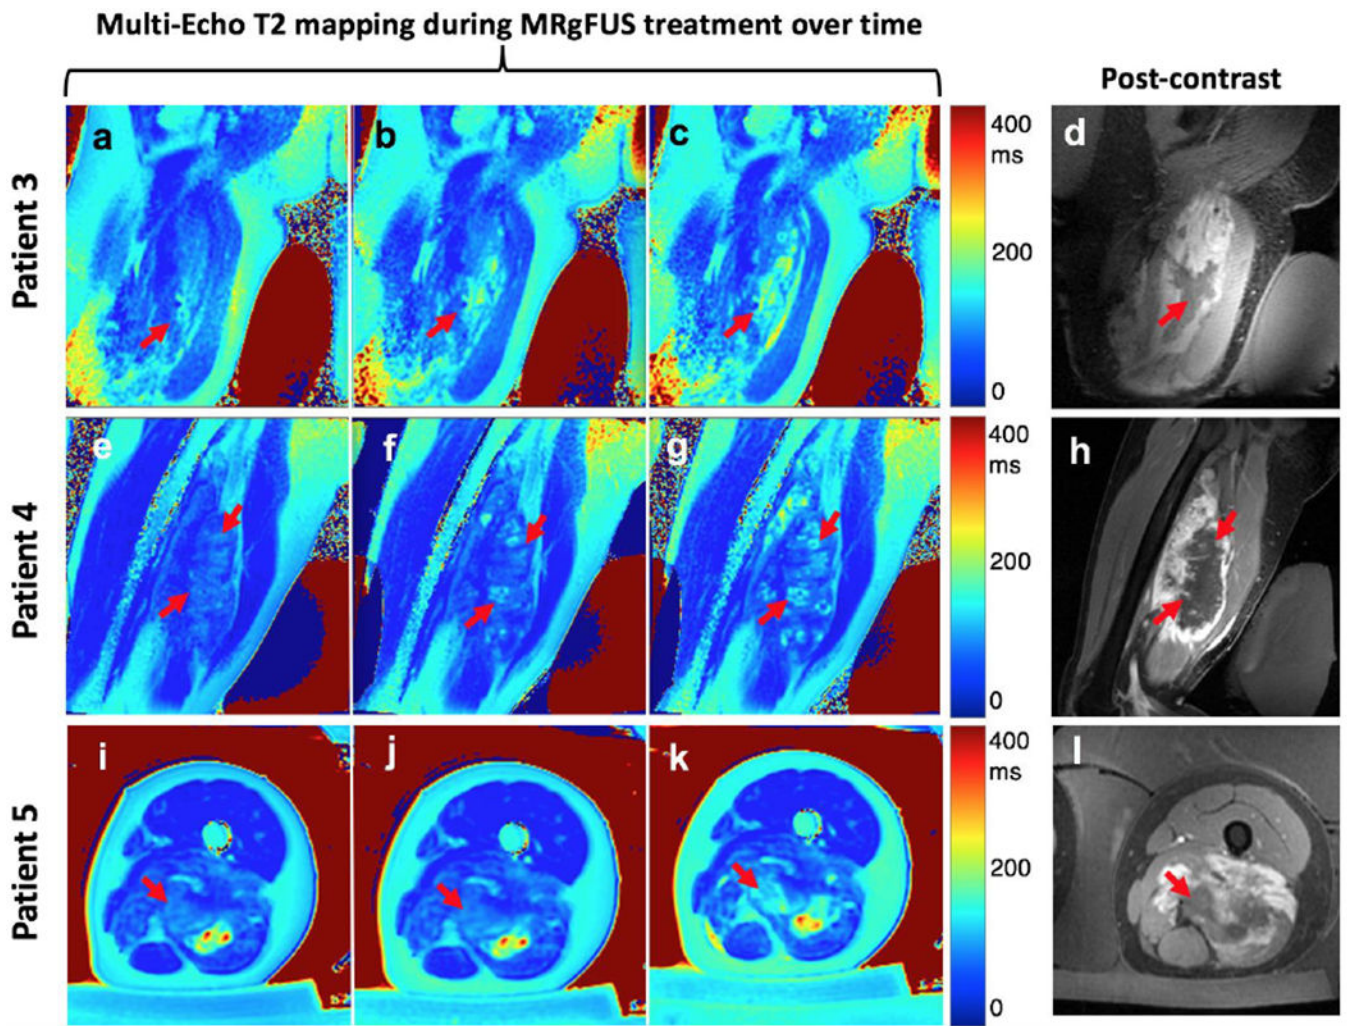 Multi-Echo T2 mapping during MRgFUS treatment over time
Post-contrast
Patient 3
a
b
c
400
ms
200
0
d
Patient 4
e
f
g
400
ms
200
0
h
Patient 5
i
j
k
400
ms
200
0
l